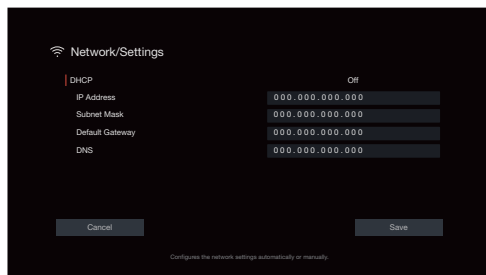 Network/Settings
DHCP Off
IP Address 000.000.000.000
Subnet Mask 000.000.000.000
Default Gateway 000.000.000.000
DNS 000.000.000.000
Cancel Save
Configures the network settings automatically or manually.